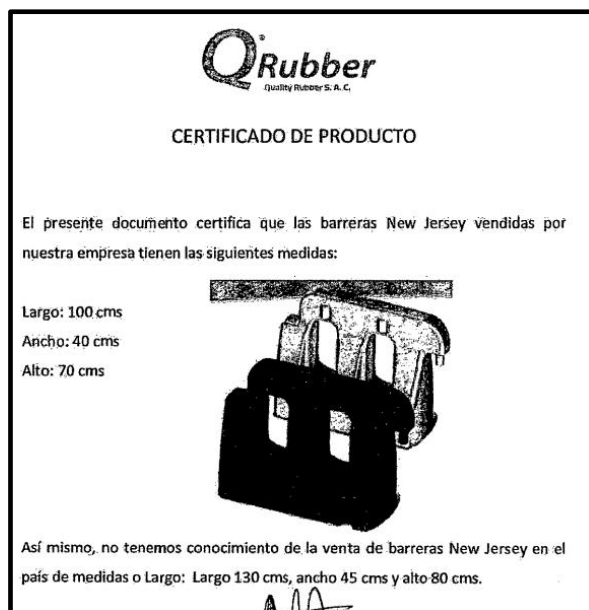 QRubber®
Quality Rubber S. A. C.
CERTIFICADO DE PRODUCTO
El presente documento certifica que las barreras New Jersey vendidas por
nuestra empresa tienen las siguientes medidas:
Largo: 100 cms
Ancho: 40 cms
Alto: 70 cms
Así mismo, no tenemos conocimiento de la venta de barreras New Jersey en el
país de medidas o Largo: Largo 130 cms, ancho 45 cms y alto 80 cms.